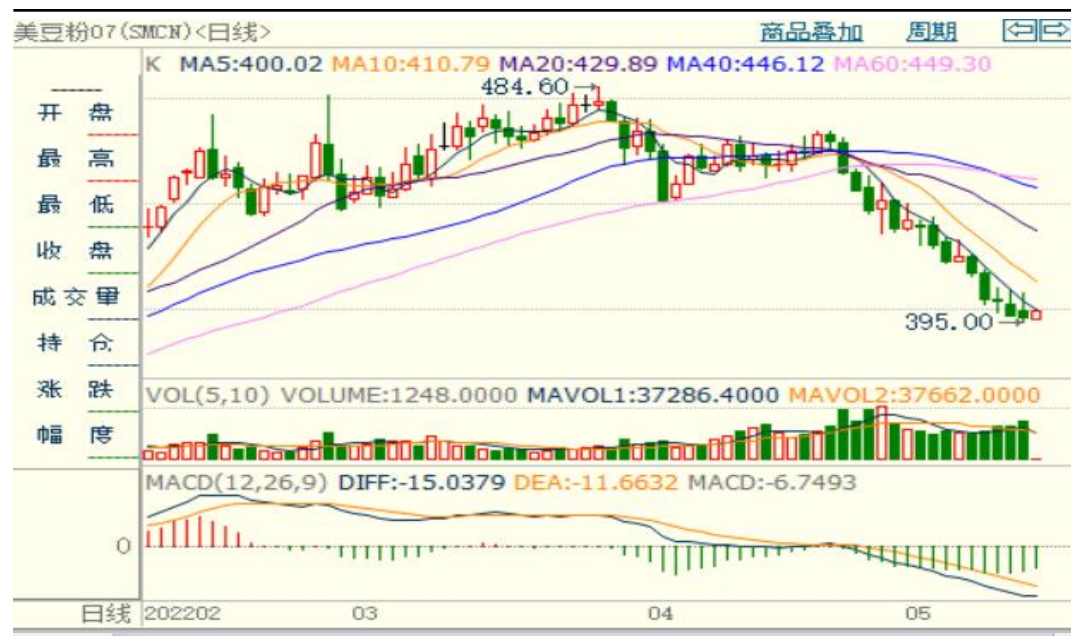 美豆粉07(SMCN)<日线>
商品叠加 周期
K MA5:400.02 MA10:410.79 MA20:429.89 MA40:446.12 MA60:449.30
484.60
开 盘
最 高
最 低
收 盘
成交量
持 仓
涨 跌
幅 度
395.00
VOL(5,10) VOLUME:1248.0000 MAVOL1:37286.4000 MAVOL2:37662.0000
MACD(12,26,9) DIFF:-15.0379 DEA:-11.6632 MACD:-6.7493
0
日线 202202 03 04 05